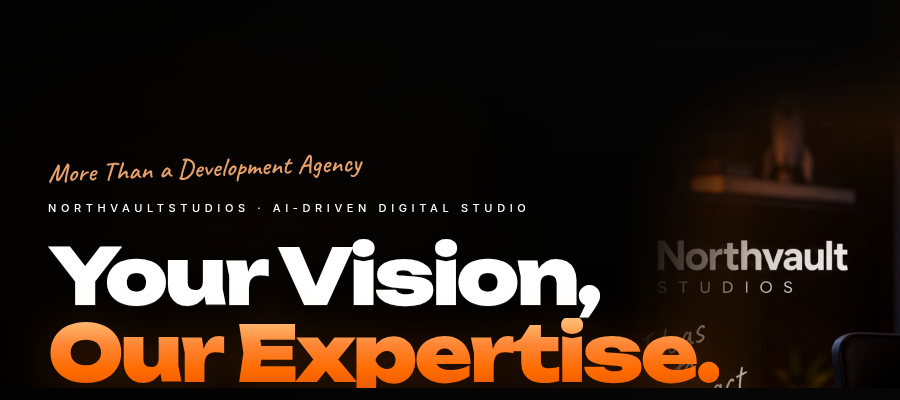 More Than a Development Agency
NORTHVAULTSTUDIOS · AI-DRIVEN DIGITAL STUDIO
Your Vision,
Our Expertise.
Northvault
STUDIOS